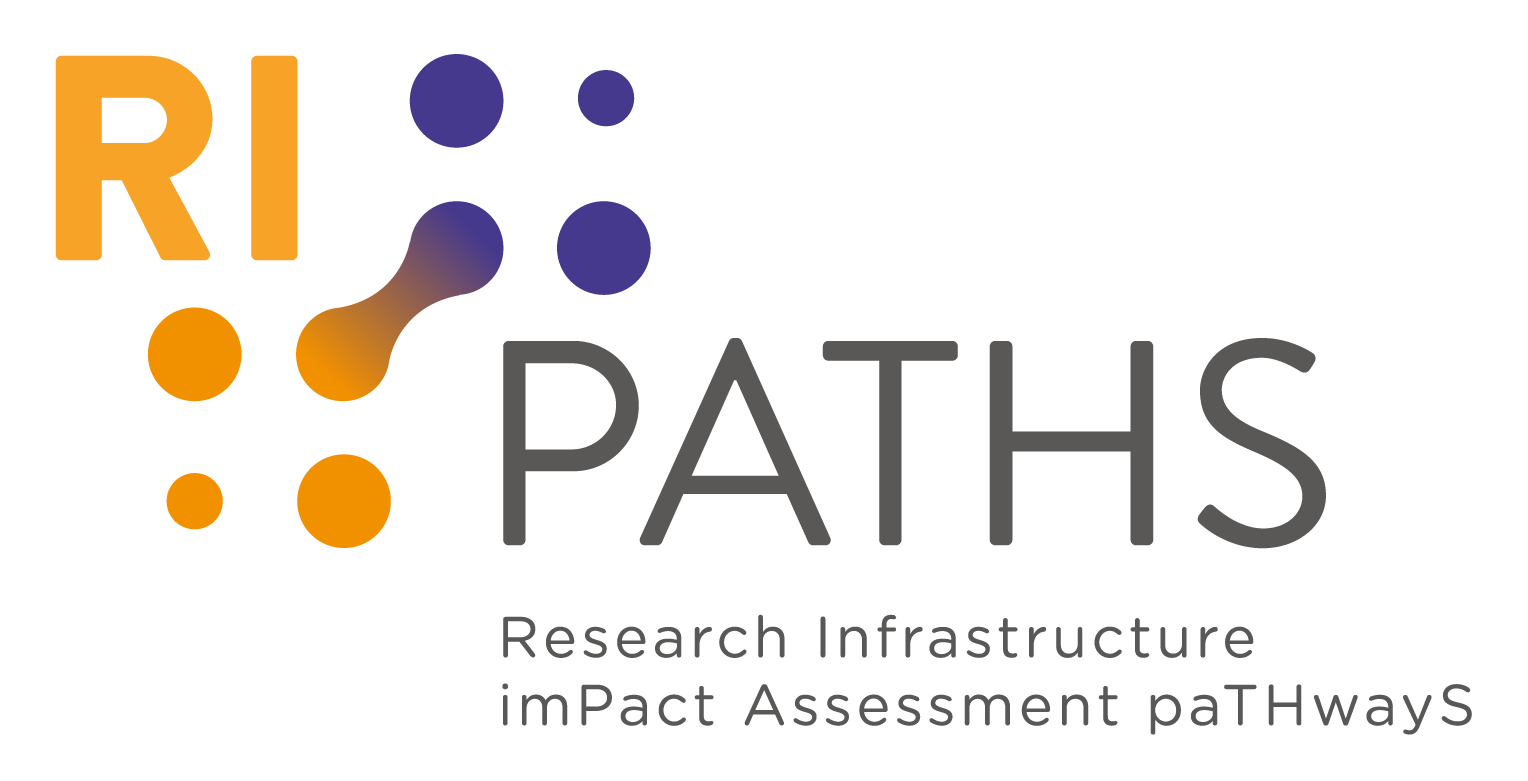 RI
PATHS
Research Infrastructure
imPact Assessment paTHwayS